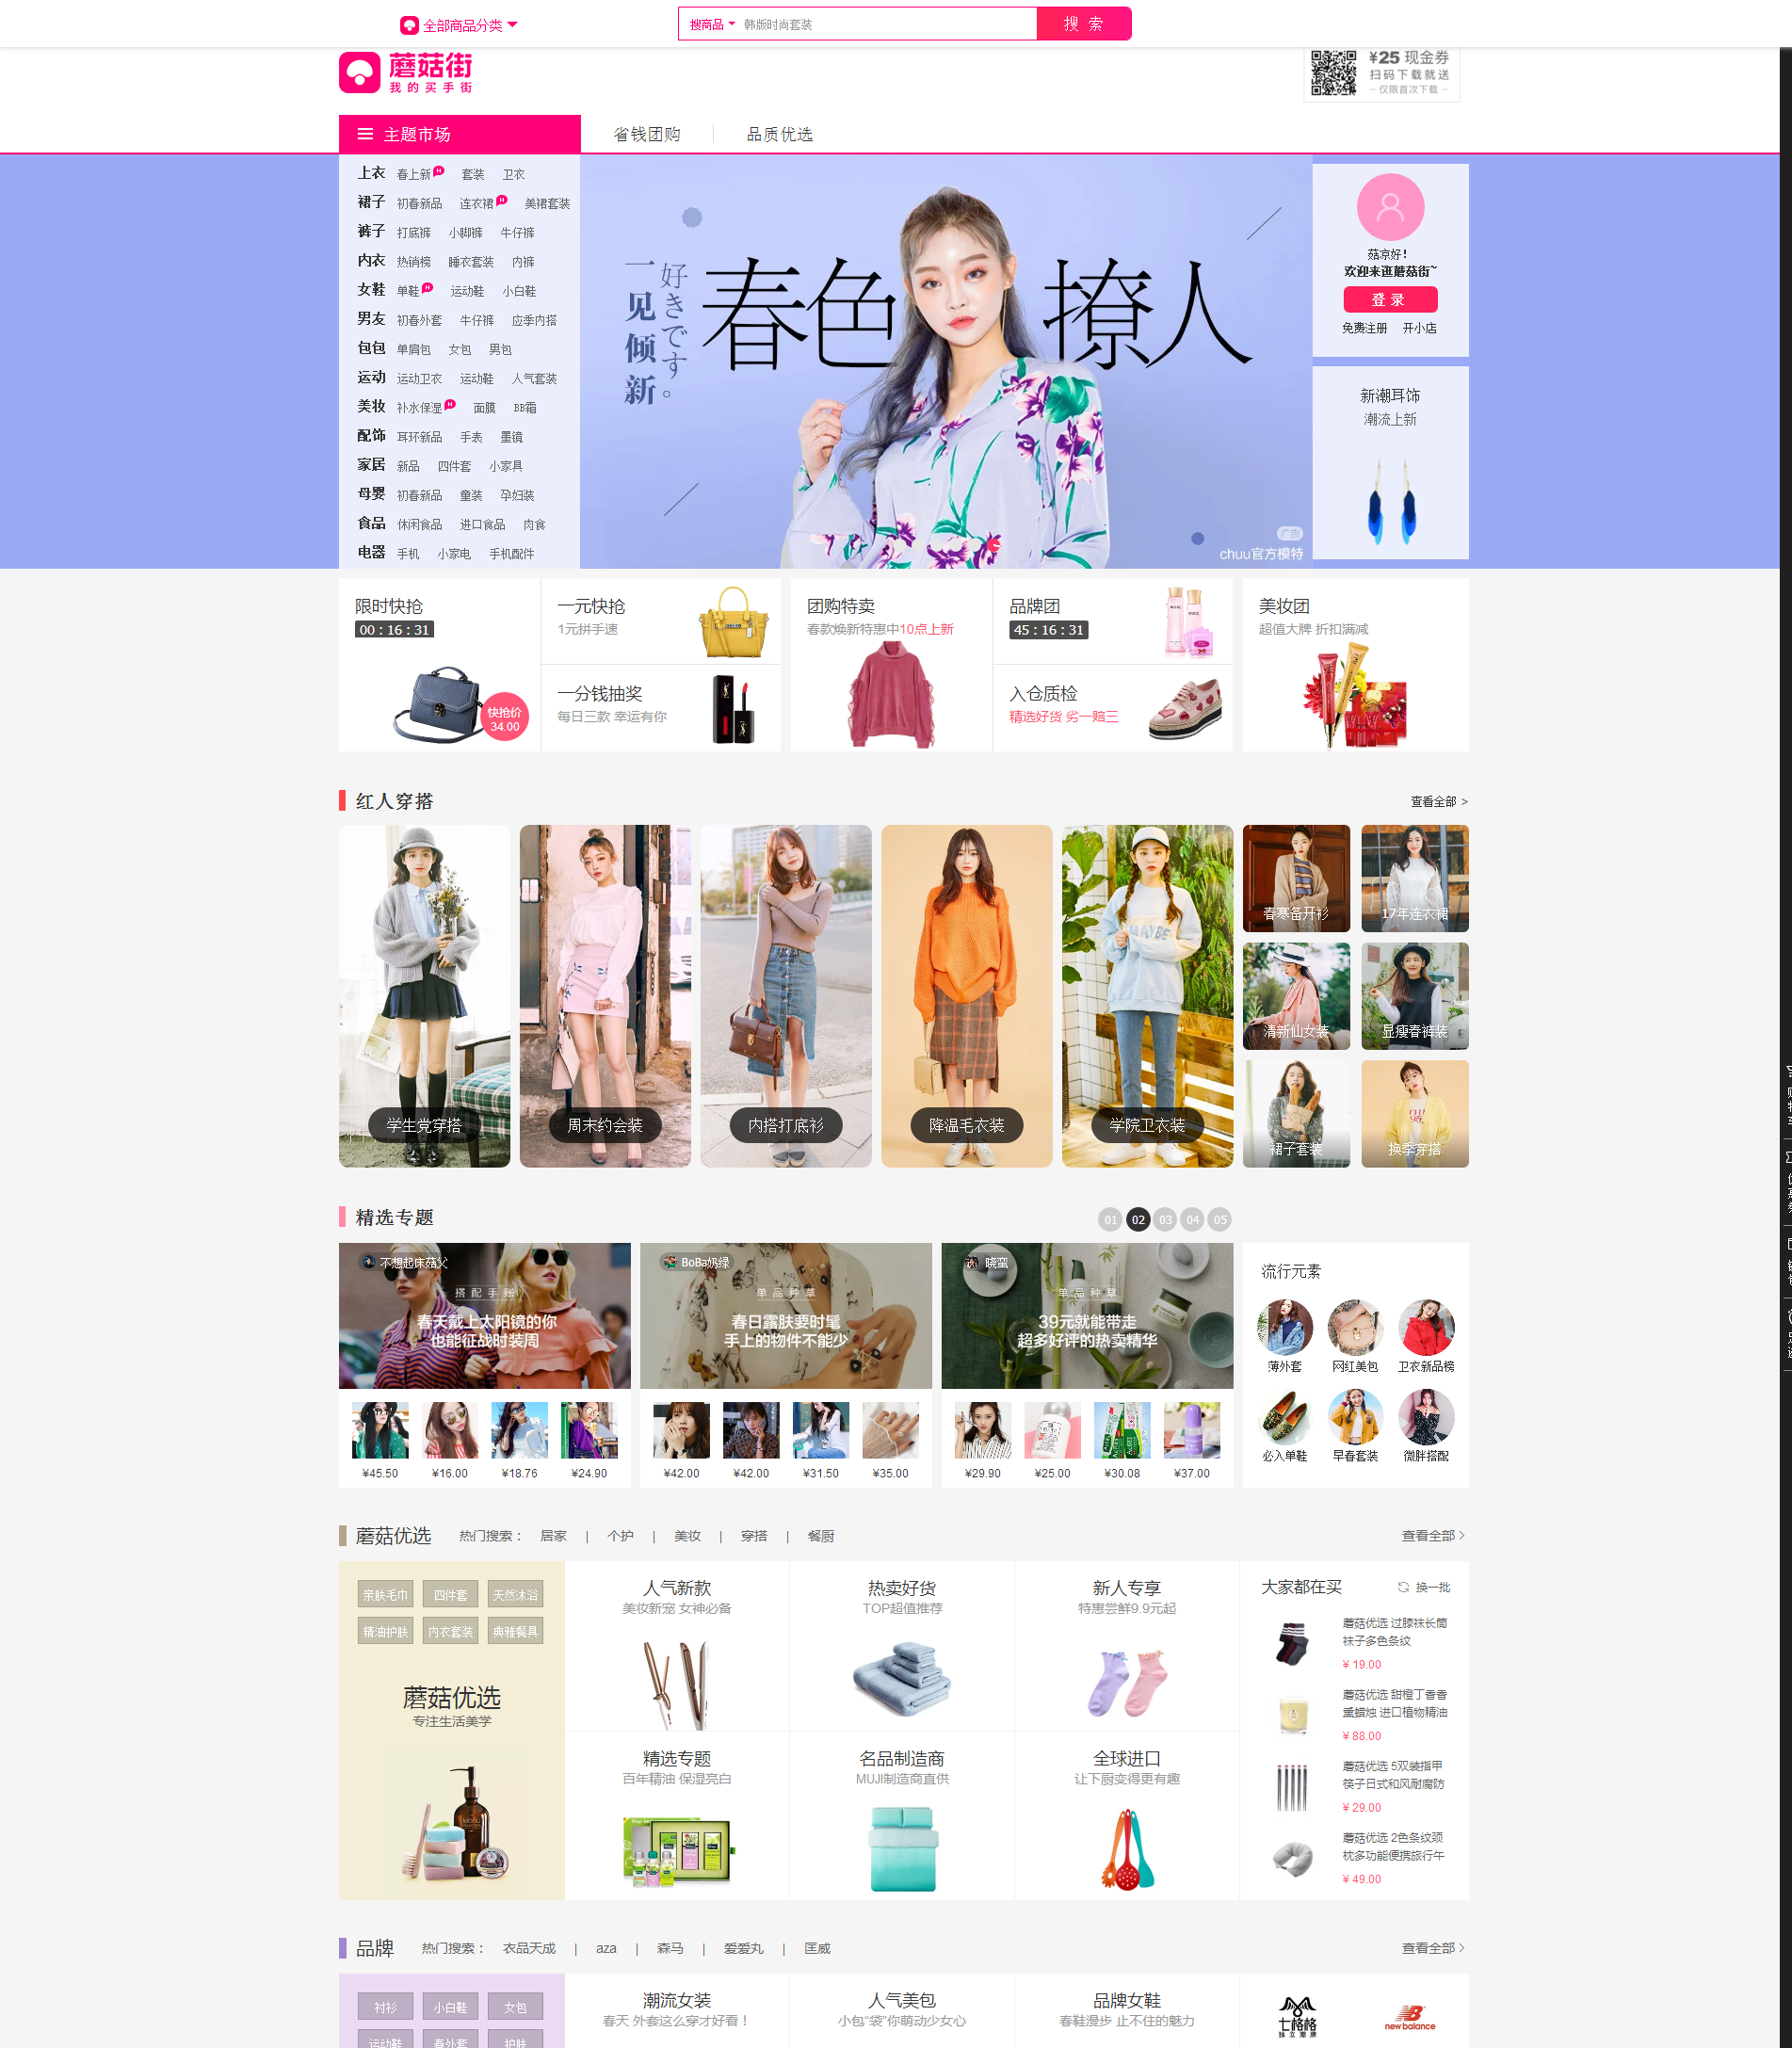 全部商品分类
搜商品 韩版时尚套装 搜 索
蘑菇街
我的买手街
¥25 现金券
扫码下载就送
- 仅限首次下载 -
主题市场 省钱团购 品质优选
上衣 春上新 H 套装 卫衣
裙子 初春新品 连衣裙 H 美裙套装
裤子 打底裤 小脚裤 牛仔裤
内衣 热销榜 睡衣套装 内裤
女鞋 单鞋 H 运动鞋 小白鞋
男友 初春外套 牛仔裤 应季内搭
包包 单肩包 女包 男包
运动 运动卫衣 运动鞋 人气套装
美妆 补水保湿 H 面膜 BB霜
配饰 耳环新品 手表 墨镜
家居 新品 四件套 小家具
母婴 初春新品 童装 孕妇装
食品 休闲食品 进口食品 肉食
电器 手机 小家电 手机配件
一见倾新
好きです。
春色撩人
广告
chuu官方模特
菇凉好!
欢迎来逛蘑菇街~
登 录
免费注册 开小店
新潮耳饰
潮流上新
限时快抢
00 : 16 : 31
快抢价
34.00
一元快抢
1元拼手速
一分钱抽奖
每日三款 幸运有你
团购特卖
春款焕新特惠中10点上新
品牌团
45 : 16 : 31
入仓质检
精选好货 劣一赔三
美妆团
超值大牌 折扣满减
红人穿搭 查看全部 >
MAYBE
学生党穿搭
周末约会装
内搭打底衫
降温毛衣装
学院卫衣装
春寒备开衫
17年连衣裙
清新仙女装
显瘦春裤装
裙子套装
换季穿搭
精选专题 01 02 03 04 05
不想起床菇父
搭配手账
春天戴上太阳镜的你
也能征战时装周
¥45.50 ¥16.00 ¥18.76 ¥24.90
BoBa奶绿
单品种草
春日露肤要时髦
手上的物件不能少
¥42.00 ¥42.00 ¥31.50 ¥35.00
晓蛮
单品种草
39元就能带走
超多好评的热卖精华
¥29.90 ¥25.00 ¥30.08 ¥37.00
流行元素
薄外套 网红美包 卫衣新品榜
必入单鞋 早春套装 微胖搭配
蘑菇优选 热门搜索： 居家 | 个护 | 美妆 | 穿搭 | 餐厨 查看全部 >
亲肤毛巾 四件套 天然沐浴
精油护肤 内衣套装 典雅餐具
蘑菇优选
专注生活美学
人气新款
美妆新宠 女神必备
热卖好货
TOP超值推荐
新人专享
特惠尝鲜9.9元起
精选专题
百年精油 保湿亮白
名品制造商
MUJI制造商直供
全球进口
让下厨变得更有趣
大家都在买 换一批
蘑菇优选 过膝袜长筒
袜子多色条纹
¥ 19.00
蘑菇优选 甜橙丁香香
薰蜡烛 进口植物精油
¥ 88.00
蘑菇优选 5双装指甲
筷子日式和风耐腐防
¥ 29.00
蘑菇优选 2色条纹颈
枕多功能便携旅行午
¥ 49.00
品牌 热门搜索： 衣品天成 | aza | 森马 | 爱爱丸 | 匡威 查看全部 >
衬衫 小白鞋 女包
运动鞋 春外套 护肤
潮流女装
春天 外套这么穿才好看！
人气美包
小包“袋”你萌动少女心
品牌女鞋
春鞋漫步 止不住的魅力
七格格
独立潮牌
new balance